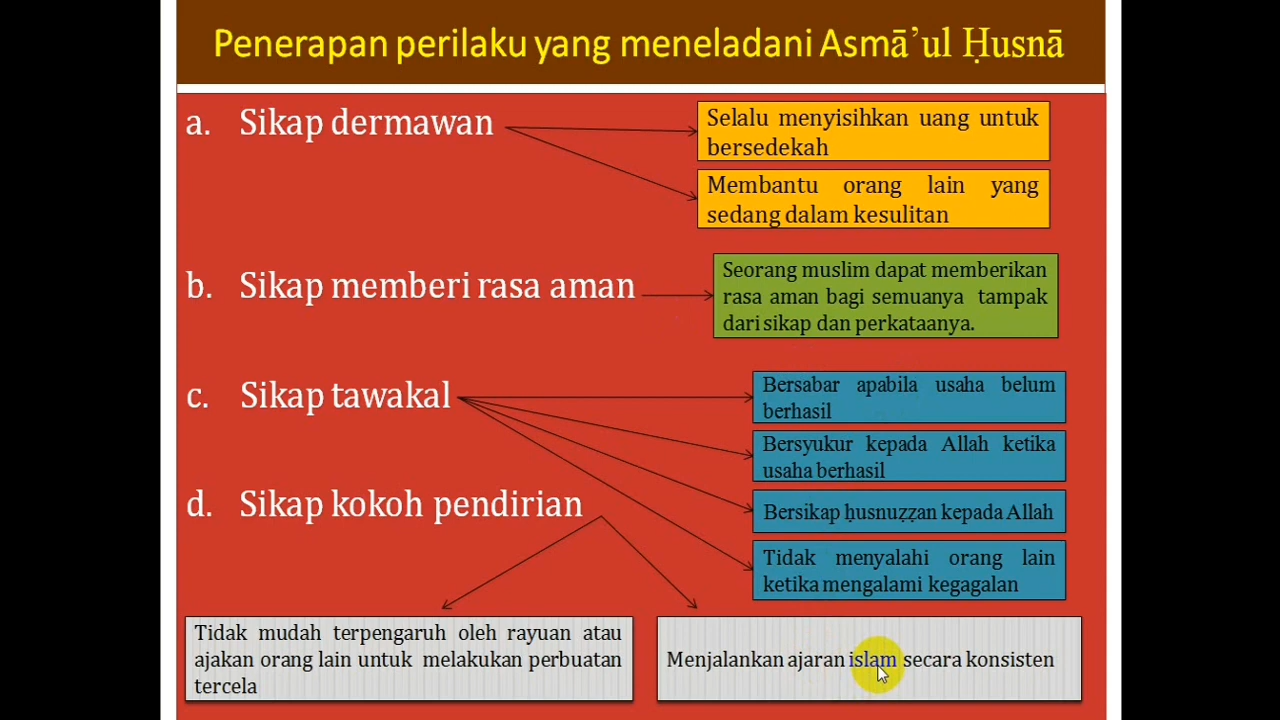 Penerapan perilaku yang meneladani Asmā’ul Ḥusnā
a. Sikap dermawan
Selalu menyisihkan uang untuk
bersedekah
Membantu orang lain yang
sedang dalam kesulitan
b. Sikap memberi rasa aman
Seorang muslim dapat memberikan
rasa aman bagi semuanya tampak
dari sikap dan perkataanya.
c. Sikap tawakal
Bersabar apabila usaha belum
berhasil
Bersyukur kepada Allah ketika
usaha berhasil
Bersikap ḥusnuẓẓan kepada Allah
Tidak menyalahi orang lain
ketika mengalami kegagalan
d. Sikap kokoh pendirian
Tidak mudah terpengaruh oleh rayuan atau
ajakan orang lain untuk melakukan perbuatan
tercela
Menjalankan ajaran islam secara konsisten